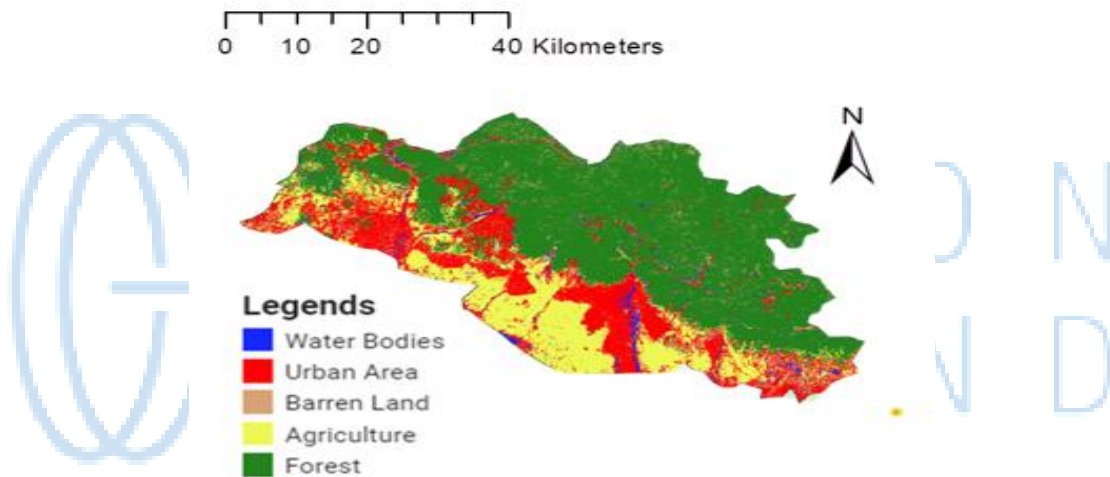 0 10 20 40 Kilometers
N
Legends
Water Bodies
Urban Area
Barren Land
Agriculture
Forest